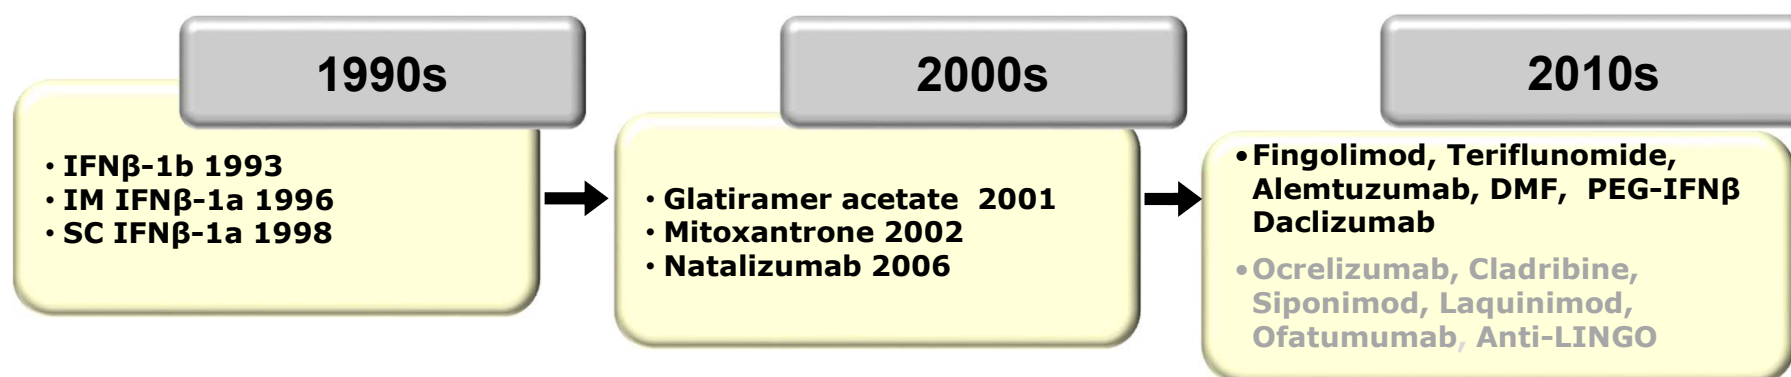 1990s
• IFNβ-1b 1993
• IM IFNβ-1a 1996
• SC IFNβ-1a 1998
2000s
• Glatiramer acetate  2001
• Mitoxantrone 2002
• Natalizumab 2006
2010s
•Fingolimod, Teriflunomide,
Alemtuzumab, DMF,  PEG-IFNβ
Daclizumab
•Ocrelizumab, Cladribine,
Siponimod, Laquinimod,
Ofatumumab, Anti-LINGO